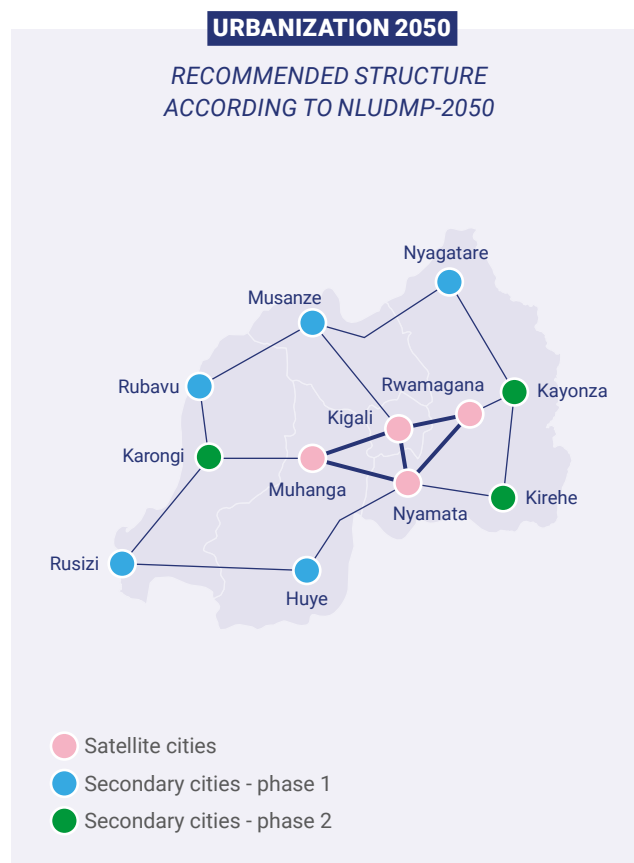 URBANIZATION 2050
RECOMMENDED STRUCTURE
ACCORDING TO NLUDMP-2050
Nyagatare
Musanze
Rwamagana
Rubavu
Kayonza
Kigali
Karongi
Muhanga
Kirehe
Nyamata
Rusizi
Huye
Satellite cities
Secondary cities - phase 1
Secondary cities - phase 2